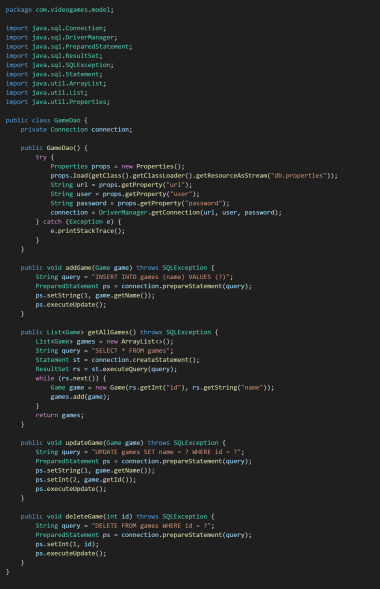 package com.videogames.model;
import java.sql.Connection;
import java.sql.DriverManager;
import java.sql.PreparedStatement;
import java.sql.ResultSet;
import java.sql.SQLException;
import java.sql.Statement;
import java.util.ArrayList;
import java.util.List;
import java.util.Properties;
public class GameDao {
    private Connection connection;
    public GameDao() {
        try {
            Properties props = new Properties();
            props.load(getClass().getClassLoader().getResourceAsStream("db.properties"));
            String url = props.getProperty("url");
            String user = props.getProperty("user");
            String password = props.getProperty("password");
            connection = DriverManager.getConnection(url, user, password);
        } catch (Exception e) {
            e.printStackTrace();
        }
    }
    public void addGame(Game game) throws SQLException {
        String query = "INSERT INTO games (name) VALUES (?)";
        PreparedStatement ps = connection.prepareStatement(query);
        ps.setString(1, game.getName());
        ps.executeUpdate();
    }
    public List<Game> getAllGames() throws SQLException {
        List<Game> games = new ArrayList<>();
        String query = "SELECT * FROM games";
        Statement st = connection.createStatement();
        ResultSet rs = st.executeQuery(query);
        while (rs.next()) {
            Game game = new Game(rs.getInt("id"), rs.getString("name"));
            games.add(game);
        }
        return games;
    }
    public void updateGame(Game game) throws SQLException {
        String query = "UPDATE games SET name = ? WHERE id = ?";
        PreparedStatement ps = connection.prepareStatement(query);
        ps.setString(1, game.getName());
        ps.setInt(2, game.getId());
        ps.executeUpdate();
    }
    public void deleteGame(int id) throws SQLException {
        String query = "DELETE FROM games WHERE id = ?";
        PreparedStatement ps = connection.prepareStatement(query);
        ps.setInt(1, id);
        ps.executeUpdate();
    }
}